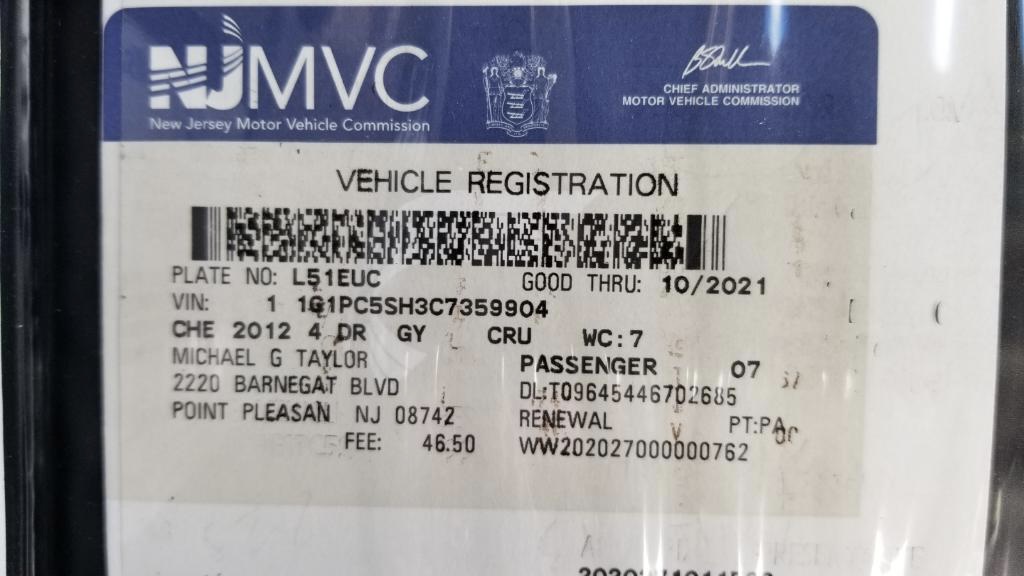 NJMVC
New Jersey Motor Vehicle Commission
CHIEF ADMINISTRATOR
MOTOR VEHICLE COMMISSION
VEHICLE REGISTRATION
PLATE NO: L51EUC GOOD THRU: 10/2021
VIN: 1 1G1PC5SH3C7359904
CHE 2012 4 DR GY CRU WC:7
MICHAEL G TAYLOR PASSENGER 07
2220 BARNEGAT BLVD DL:T09645446702685
POINT PLEASAN NJ 08742 RENEWAL PT:PA
FEE: 46.50 WW202027000000762